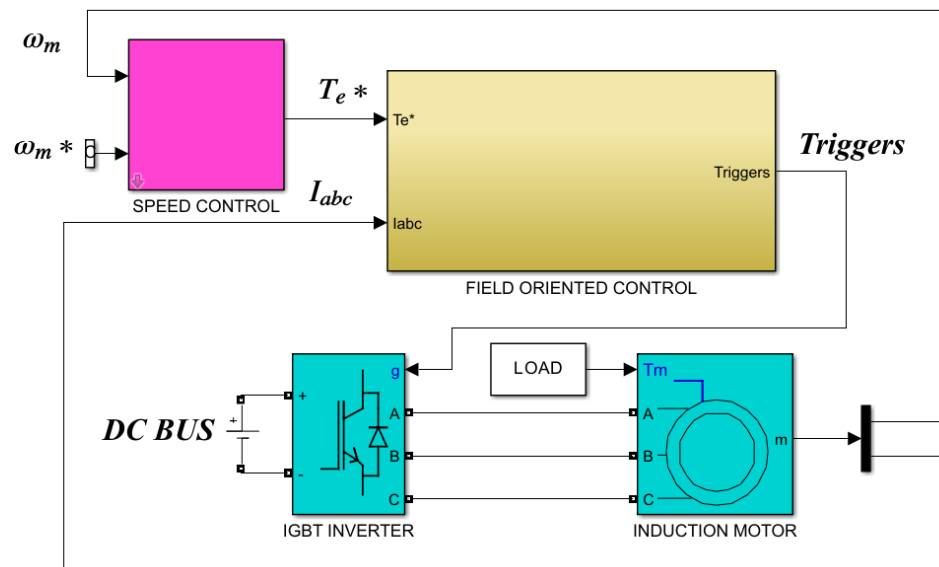 ωm
Te *
Te*
Triggers
Triggers
ωm *
SPEED CONTROL
Iabc
Iabc
FIELD ORIENTED CONTROL
g
LOAD
Tm
+
A
A
+
DC BUS
B
B
m
-
C
C
IGBT INVERTER
INDUCTION MOTOR